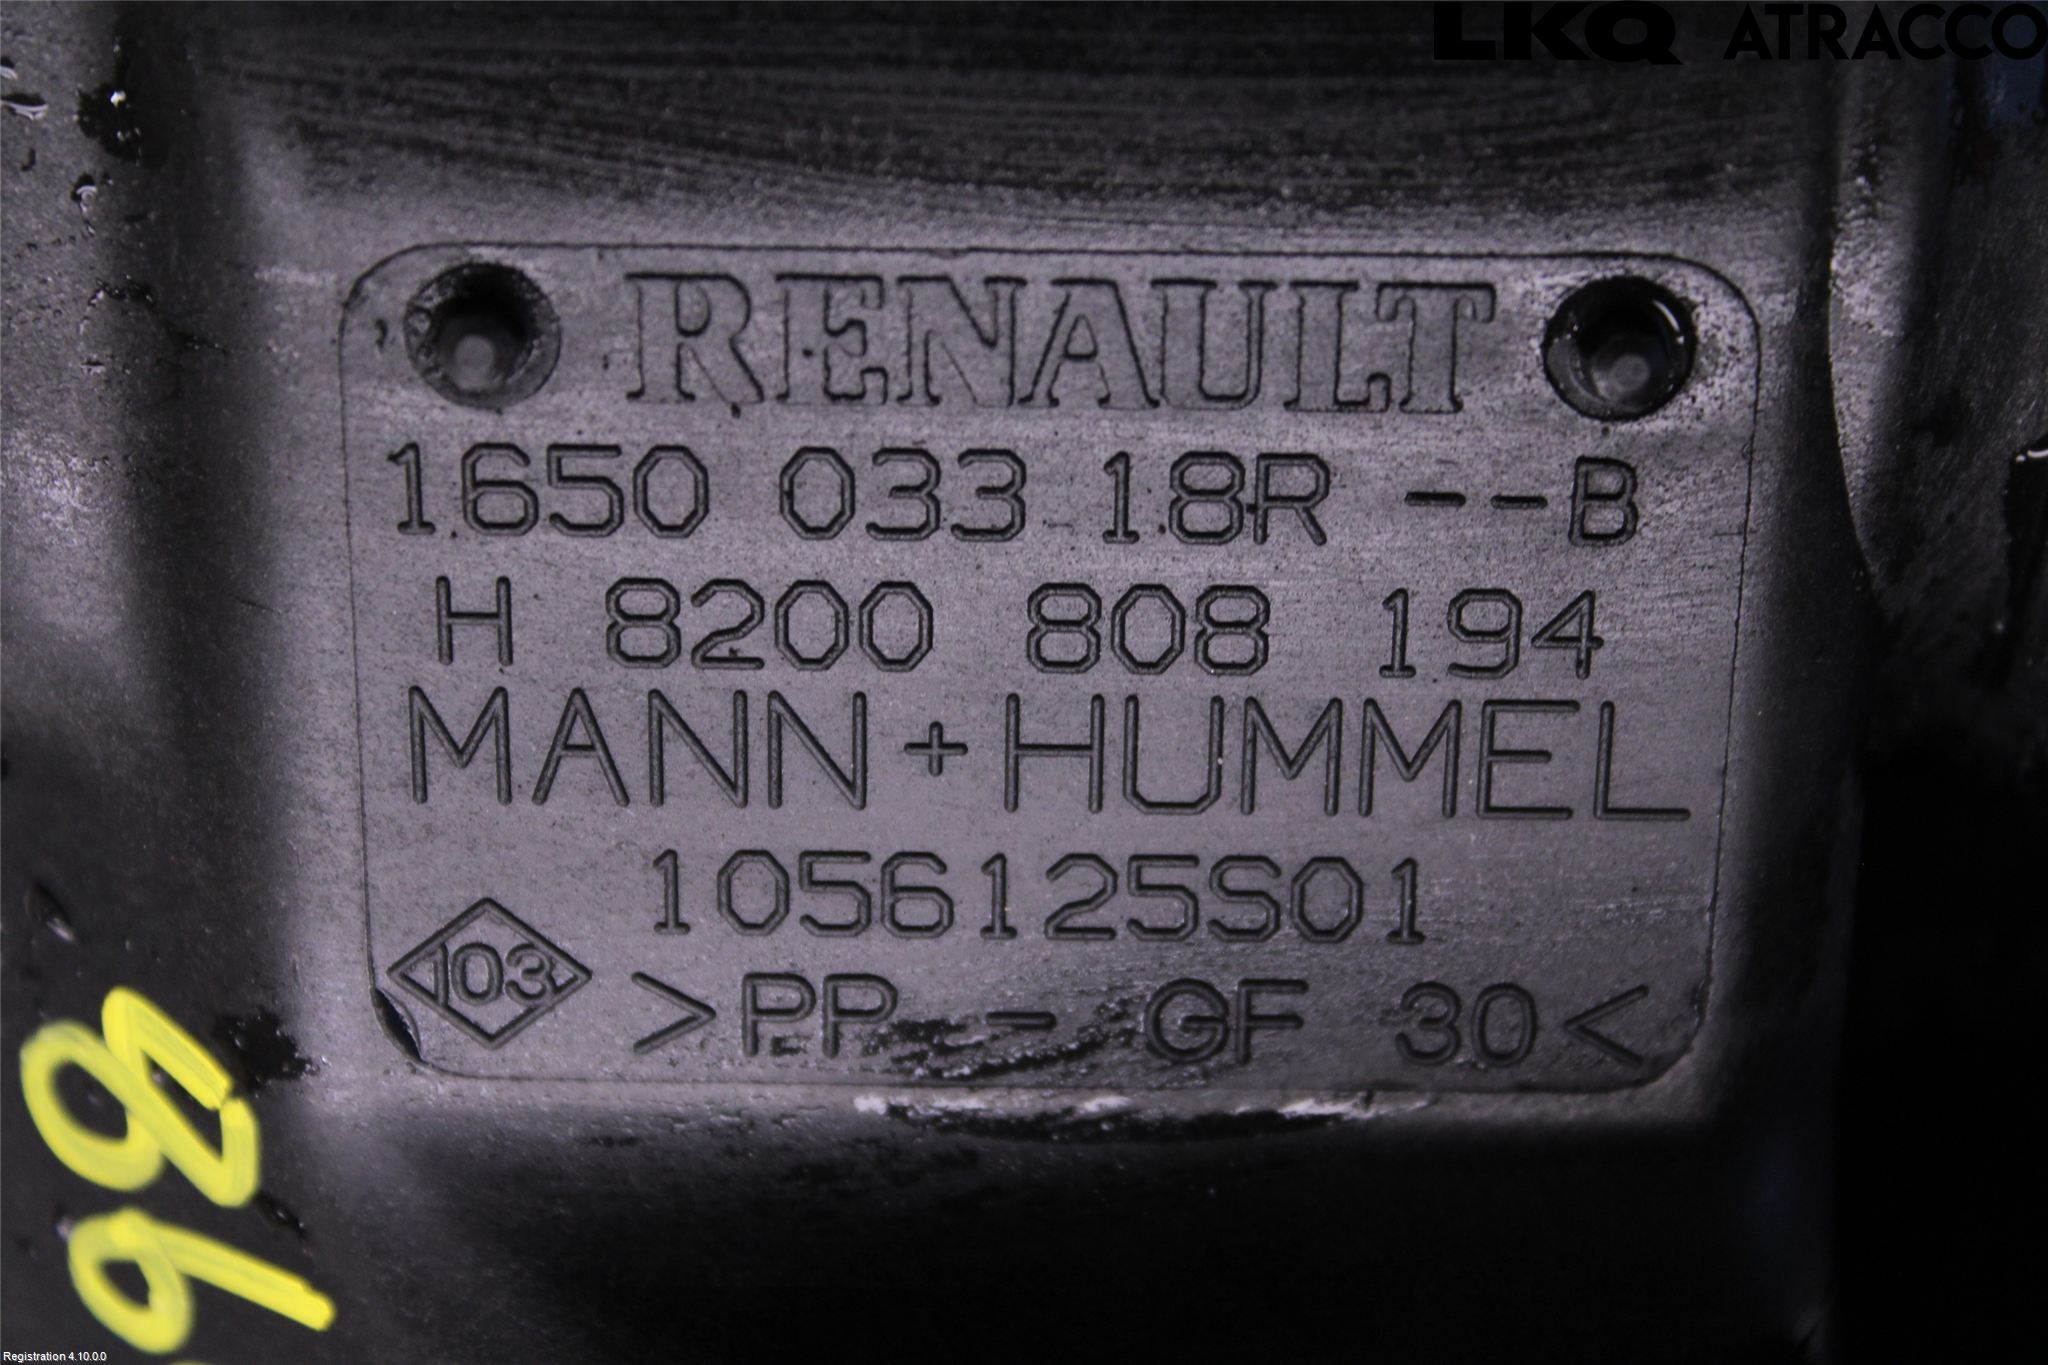 LKQ ATRACCO
RENAULT
1650 033 18R --B
H 8200 808 194
MANN+HUMMEL
1056125S01
103 >PP - GF 30<
Registration 4.10.0.0